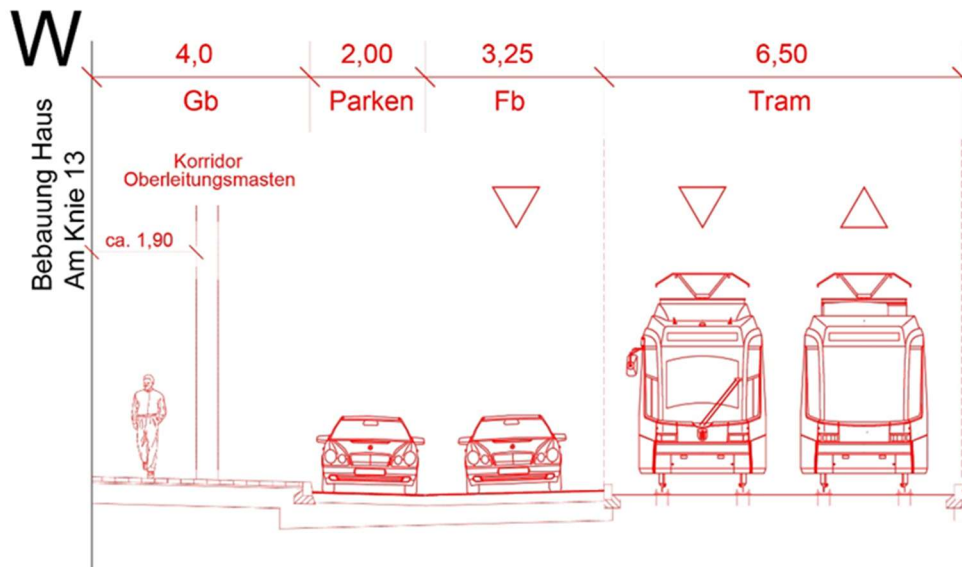 W
4,0
2,00
3,25
6,50
Gb
Parken
Fb
Tram
Korridor
Oberleitungsmasten
ca. 1,90
Bebauung Haus
Am Knie 13